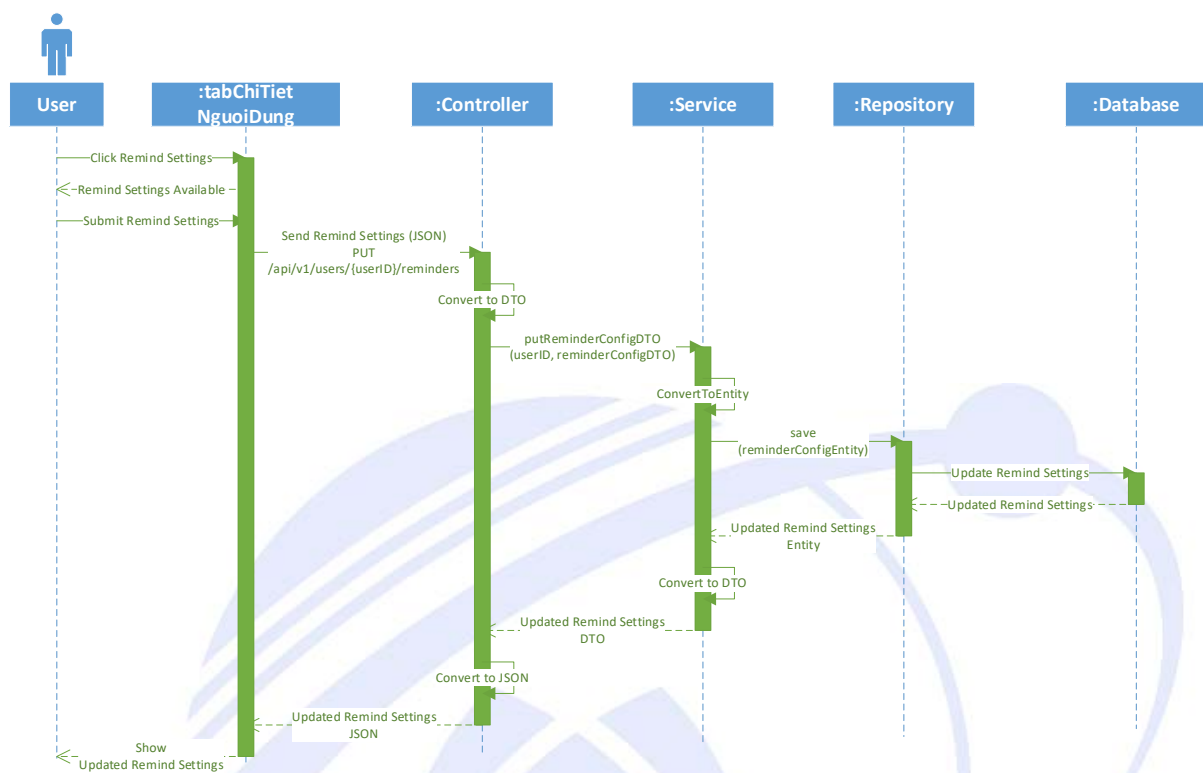 User
:tabChiTiet
NguoiDung
:Controller
:Service
:Repository
:Database
Click Remind Settings
Remind Settings Available
Submit Remind Settings
Send Remind Settings (JSON)
PUT
/api/v1/users/{userID}/reminders
Convert to DTO
putReminderConfigDTO
(userID, reminderConfigDTO)
ConvertToEntity
save
(reminderConfigEntity)
Update Remind Settings
Updated Remind Settings
Updated Remind Settings
Entity
Convert to DTO
Updated Remind Settings
DTO
Convert to JSON
Updated Remind Settings
JSON
Show
Updated Remind Settings